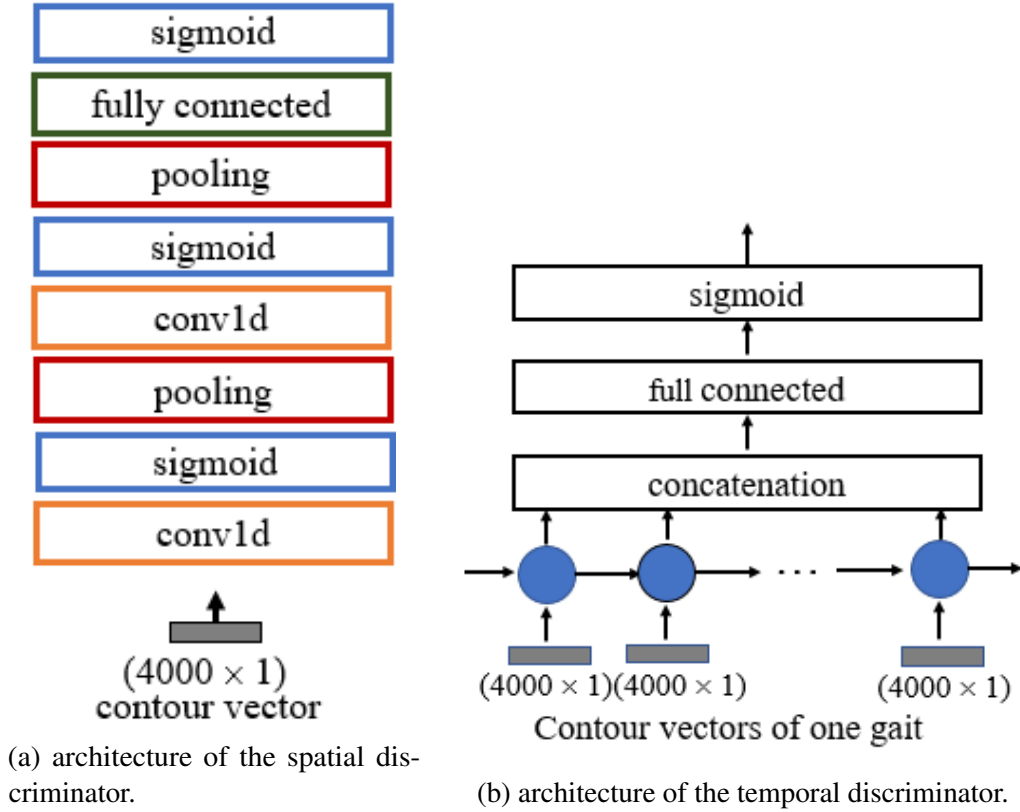 sigmoid
fully connected
pooling
sigmoid
conv1d
pooling
sigmoid
conv1d
(4000 × 1)
contour vector
(a) architecture of the spatial dis-
criminator.
sigmoid
full connected
concatenation
· · ·
(4000 × 1)(4000 × 1) (4000 × 1)
Contour vectors of one gait
(b) architecture of the temporal discriminator.